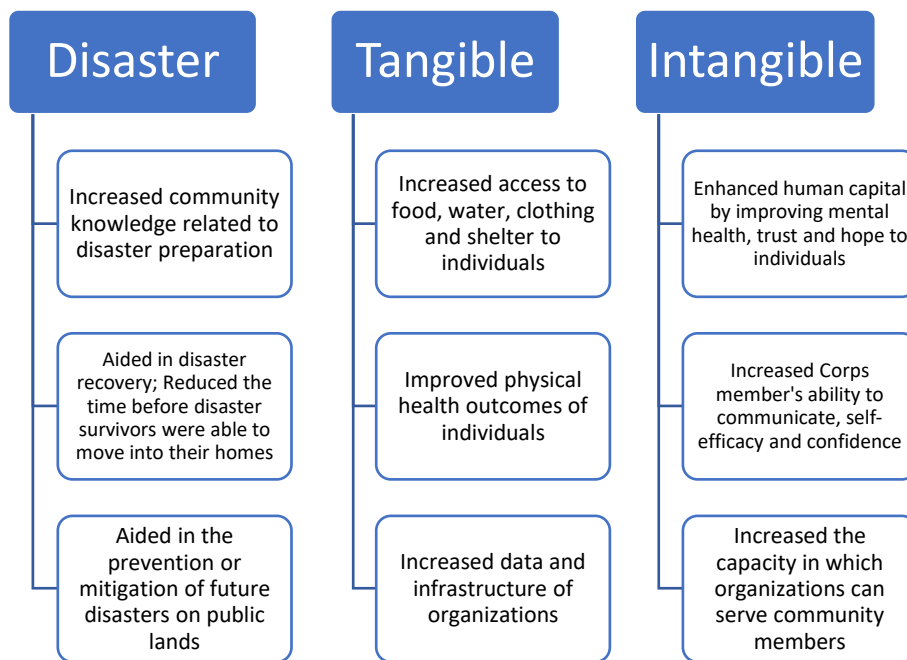 Disaster
Increased community
knowledge related to
disaster preparation
Aided in disaster
recovery; Reduced the
time before disaster
survivors were able to
move into their homes
Aided in the
prevention or
mitigation of future
disasters on public
lands
Tangible
Increased access to
food, water, clothing
and shelter to
individuals
Improved physical
health outcomes of
individuals
Increased data and
infrastructure of
organizations
Intangible
Enhanced human capital
by improving mental
health, trust and hope to
individuals
Increased Corps
member's ability to
communicate, self-
efficacy and confidence
Increased the
capacity in which
organizations can
serve community
members